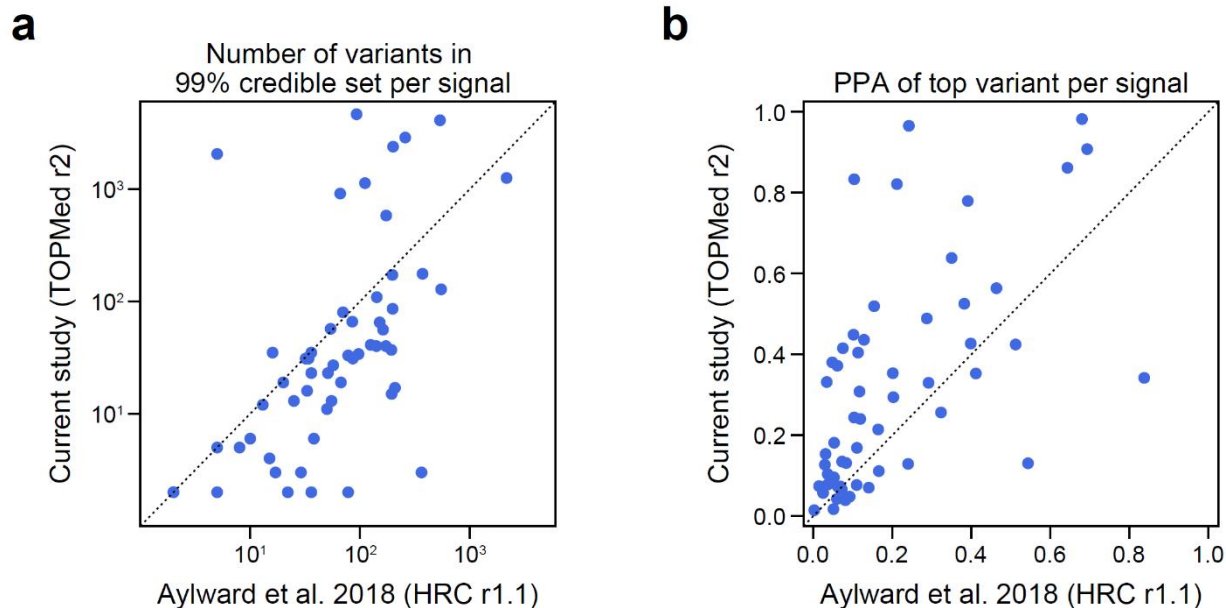 a
Number of variants in
99% credible set per signal
10³
10²
10¹
10¹
10²
10³
Current study (TOPMed r2)
Aylward et al. 2018 (HRC r1.1)
b
PPA of top variant per signal
1.0
0.8
0.6
0.4
0.2
0.0
0.0
0.2
0.4
0.6
0.8
1.0
Current study (TOPMed r2)
Aylward et al. 2018 (HRC r1.1)